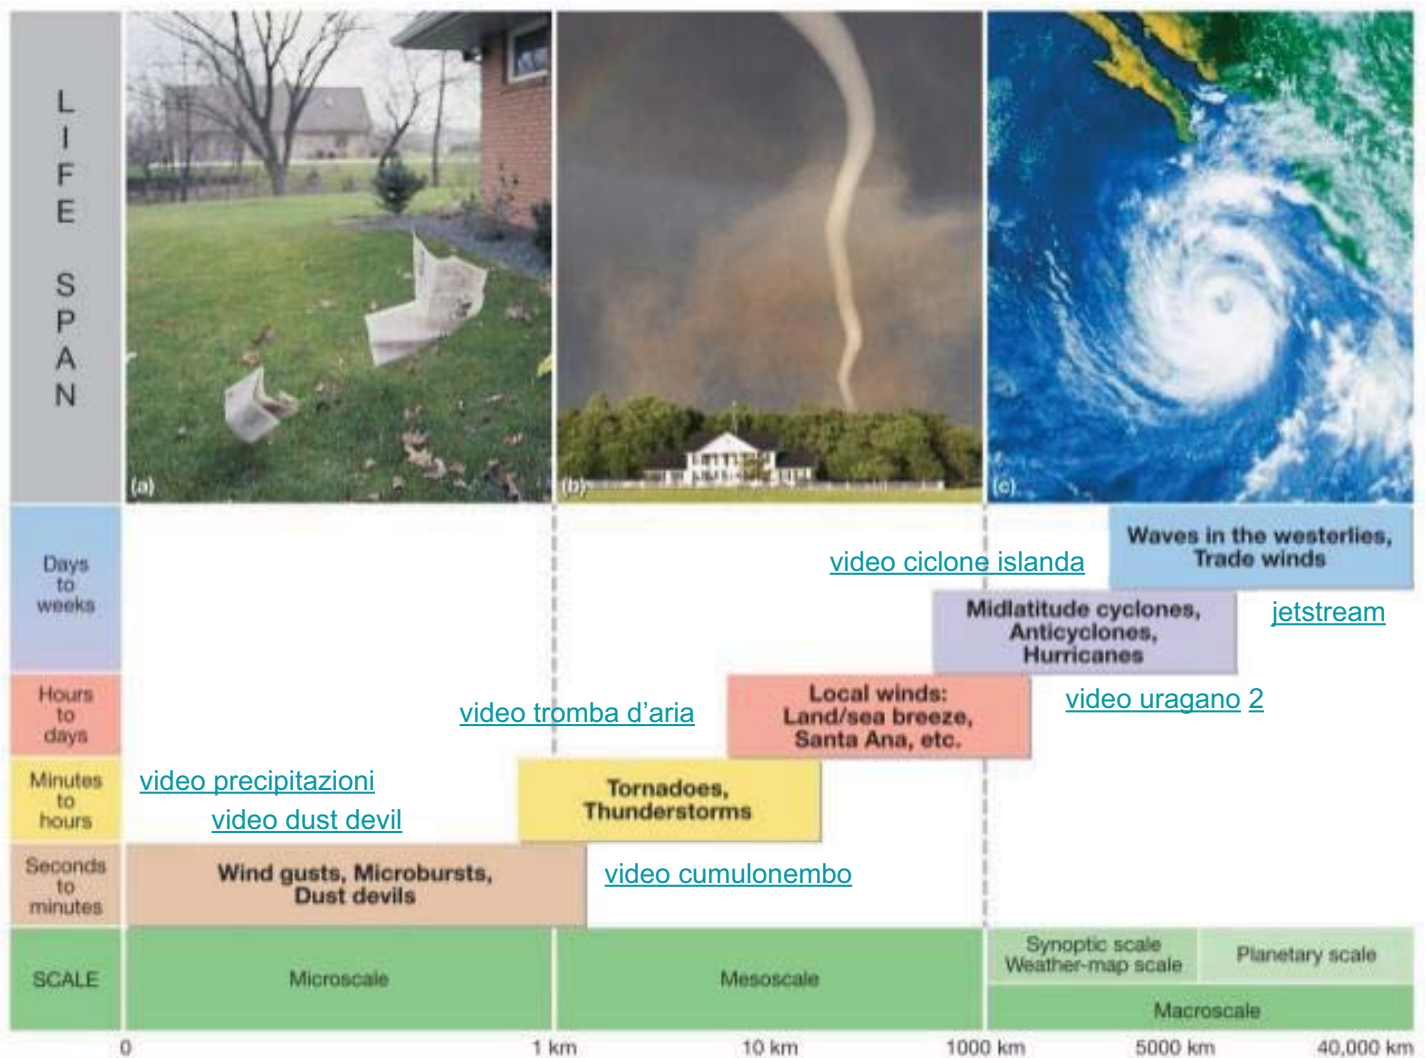 LIFE SPAN
(a)
(b)
(c)
Days
to
weeks
video ciclone islanda
Waves in the westerlies,
Trade winds
Midlatitude cyclones,
Anticyclones,
Hurricanes
jetstream
Hours
to
days
video tromba d’aria
Local winds:
Land/sea breeze,
Santa Ana, etc.
video uragano 2
Minutes
to
hours
video precipitazioni
video dust devil
Tornadoes,
Thunderstorms
Seconds
to
minutes
Wind gusts, Microbursts,
Dust devils
video cumulonembo
SCALE
Microscale
Mesoscale
Synoptic scale
Weather-map scale
Planetary scale
Macroscale
0 1 km 10 km 1000 km 5000 km 40,000 km